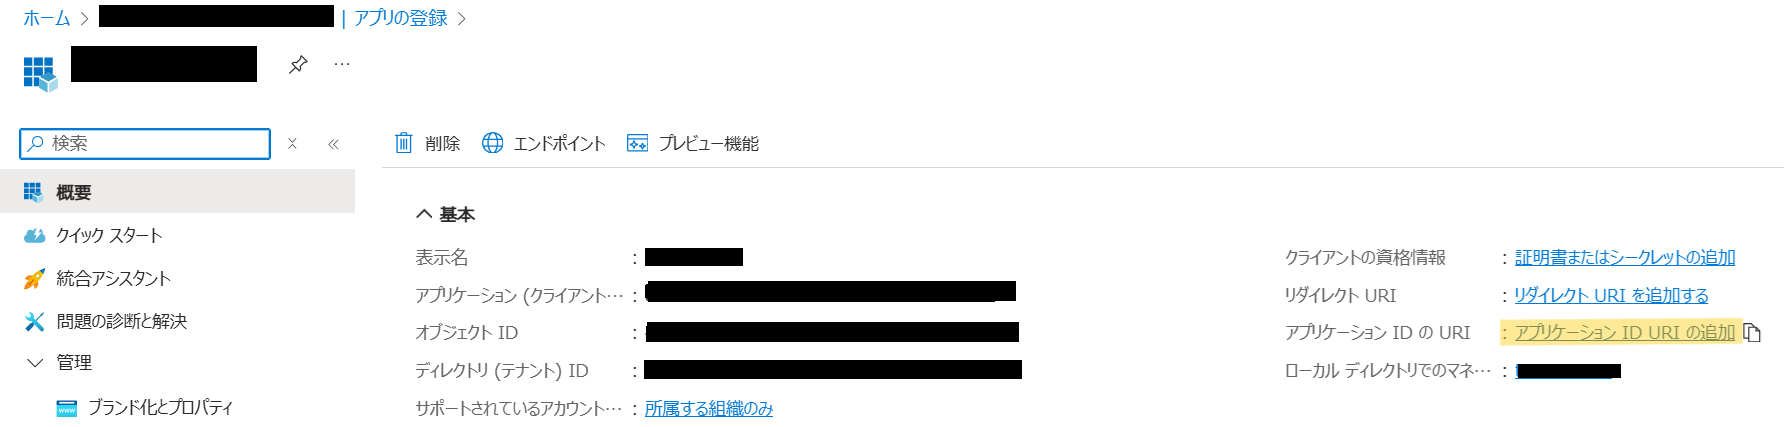 ホーム > | アプリの登録 >
…
検索
削除 エンドポイント プレビュー機能
概要
クイック スタート
統合アシスタント
問題の診断と解決
管理
ブランド化とプロパティ
基本
表示名 :
アプリケーション (クライアント… :
オブジェクト ID :
ディレクトリ (テナント) ID :
サポートされているアカウント… : 所属する組織のみ
クライアントの資格情報 : 証明書またはシークレットの追加
リダイレクト URI : リダイレクト URI を追加する
アプリケーション ID の URI : アプリケーション ID URI の追加
ローカル ディレクトリでのマネ… :